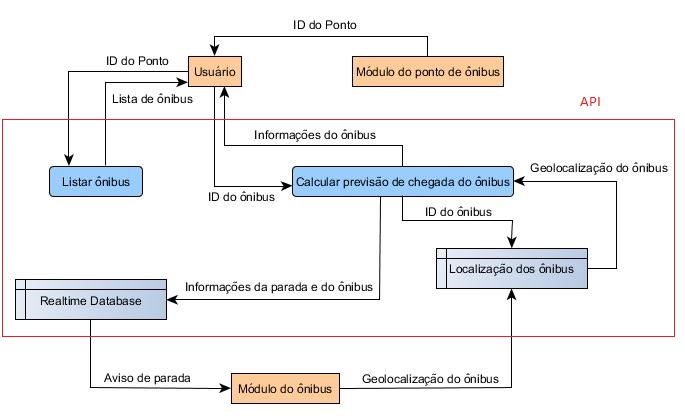 ID do Ponto
ID do Ponto
Usuário
Módulo do ponto de ônibus
Lista de ônibus
API
Informações do ônibus
Geolocalização do ônibus
Listar ônibus
Calcular previsão de chegada do ônibus
ID do ônibus
ID do ônibus
Localização dos ônibus
Informações da parada e do ônibus
Realtime Database
Aviso de parada
Módulo do ônibus
Geolocalização do ônibus